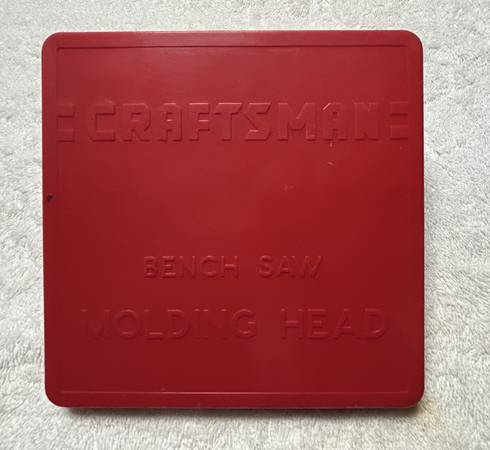 CRAFTSMAN
BENCH SAW
MOLDING HEAD